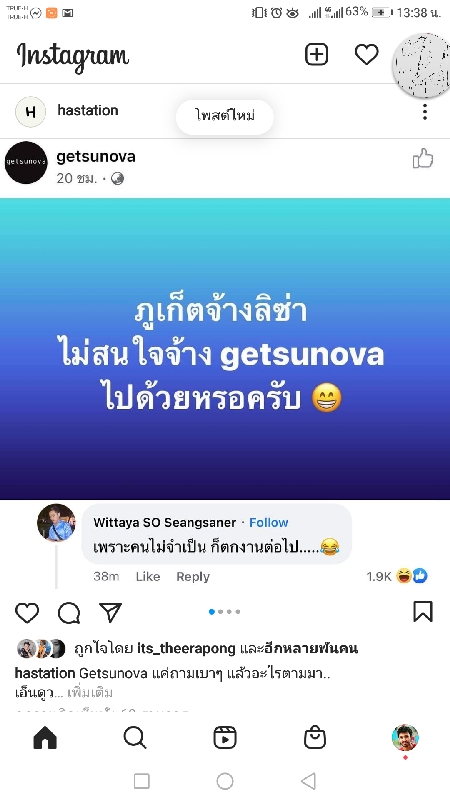 TRUE-H
TRUE-H
63%
13:38 น.
Instagram
H
hastation
โพสต์ใหม่
getsunova
getsunova
20 ชม. ·
ภูเก็ตจ้างลิซ่า
ไม่สนใจจ้าง getsunova
ไปด้วยหรอครับ 😁
Wittaya SO Seangsaner · Follow
เพราะคนไม่จำเป็น ก็ตกงานต่อไป.....😂
38m Like Reply 1.9K
ถูกใจโดย its_theerapong และอีกหลายพันคน
hastation Getsunova แค่ถามเบาๆ แล้วอะไรตามมา..
เอ็นดูว... เพิ่มเติม